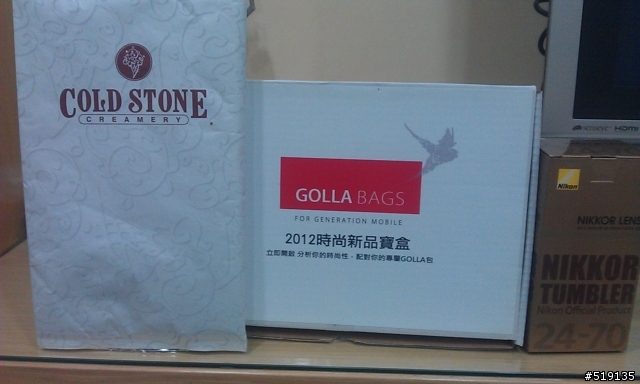 COLD STONE
CREAMERY
GOLLA BAGS
FOR GENERATION MOBILE
2012時尚新品寶盒
立即開啟 分析你的時尚性，配對你的專屬GOLLA包
HDMI
Nikon
NIKKOR LENS
NIKKOR
TUMBLER
Nikon Official Product
24-70
#519135